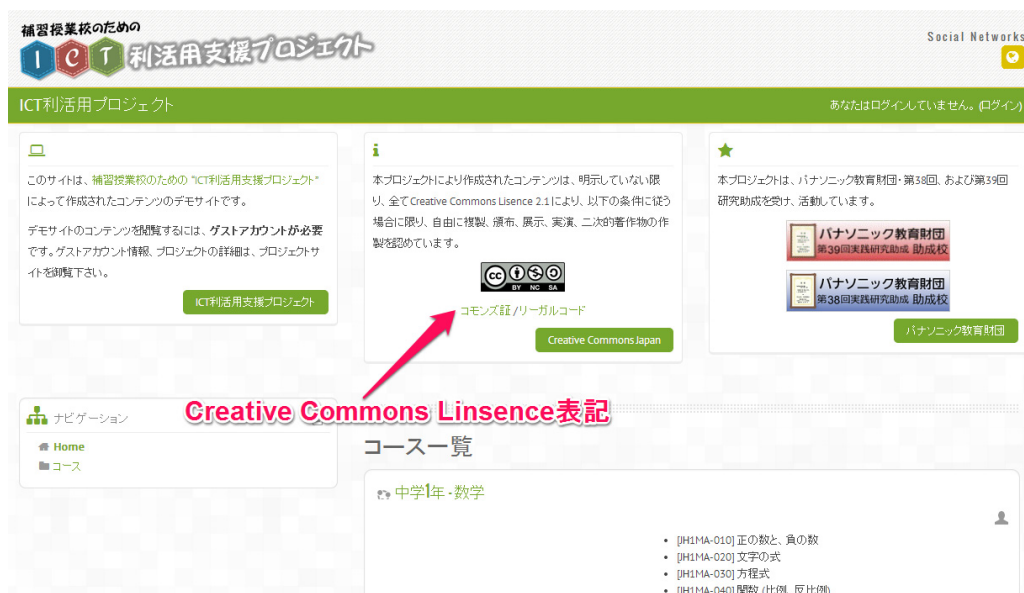 補習授業校のための
ICT利活用支援プロジェクト
Social Networks
ICT利活用プロジェクト
あなたはログインしていません。(ログイン)
このサイトは、補習授業校のための "ICT利活用支援プロジェクト"
によって作成されたコンテンツのデモサイトです。
デモサイトのコンテンツを閲覧するには、ゲストアカウントが必要
です。ゲストアカウント情報、プロジェクトの詳細は、プロジェクトサ
イトを御覧下さい。
ICT利活用支援プロジェクト
本プロジェクトにより作成されたコンテンツは、明示していない限
り、全てCreative Commons Lisence 2.1により、以下の条件に従う
場合に限り、自由に複製、頒布、展示、実演、二次的著作物の作
製を認めています。
cc BY NC SA
コモンズ証/リーガルコード
Creative Commons Japan
本プロジェクトは、パナソニック教育財団・第38回、および第39回
研究助成を受け、活動しています。
パナソニック教育財団
第39回実践研究助成 助成校
パナソニック教育財団
第38回実践研究助成 助成校
パナソニック教育財団
Creative Commons Linsence表記
ナビゲーション
Home
コース
コース一覧
中学1年 - 数学
[JH1MA-010] 正の数と、負の数
[JH1MA-020] 文字の式
[JH1MA-030] 方程式
[JH1MA-040] 関数 (比例、反比例)